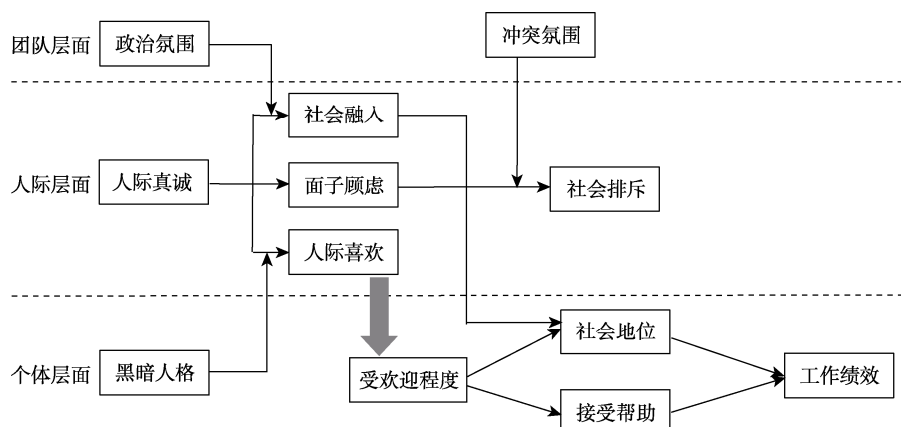 团队层面
政治氛围
冲突氛围
社会融入
人际层面
人际真诚
面子顾虑
社会排斥
人际喜欢
社会地位
个体层面
黑暗人格
受欢迎程度
工作绩效
接受帮助